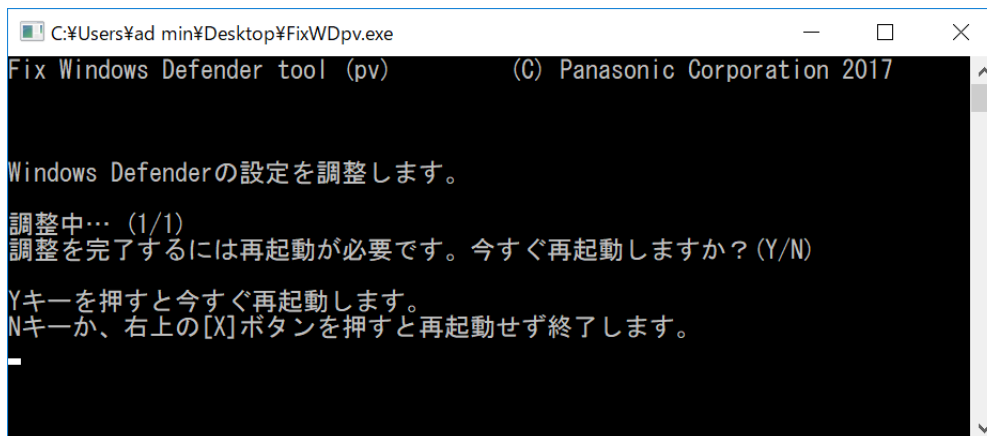 C:¥Users¥ad min¥Desktop¥FixWDpv.exe
Fix Windows Defender tool (pv)          (C) Panasonic Corporation 2017
Windows Defenderの設定を調整します。
調整中… (1/1)
調整を完了するには再起動が必要です。今すぐ再起動しますか？(Y/N)
Yキーを押すと今すぐ再起動します。
Nキーか、右上の[X]ボタンを押すと再起動せず終了します。